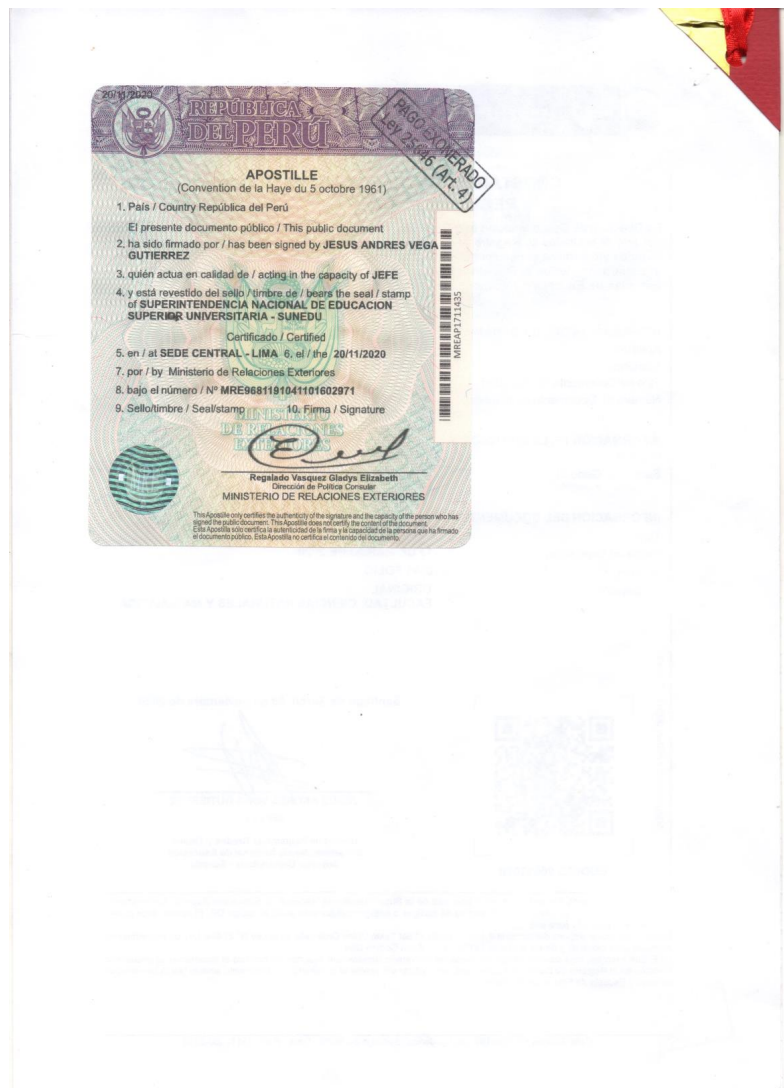 20/11/2020
REPÚBLICA
DEL PERÚ
PAGO EXONERADO
Ley 25646 (Art. 4)
APOSTILLE
(Convention de la Haye du 5 octobre 1961)
1. País / Country República del Perú
El presente documento público / This public document
2. ha sido firmado por / has been signed by JESUS ANDRES VEGA
GUTIERREZ
3. quién actua en calidad de / acting in the capacity of JEFE
4. y está revestido del sello / timbre de / bears the seal / stamp
of SUPERINTENDENCIA NACIONAL DE EDUCACION
SUPERIOR UNIVERSITARIA - SUNEDU
Certificado / Certified
5. en / at SEDE CENTRAL - LIMA 6. el / the 20/11/2020
7. por / by Ministerio de Relaciones Exteriores
8. bajo el número / Nº MRE9681191041101602971
9. Sello/timbre / Seal/stamp 10. Firma / Signature
MINISTERIO
DE RELACIONES
EXTERIORES
Regalado Vasquez Gladys Elizabeth
Dirección de Política Consular
MINISTERIO DE RELACIONES EXTERIORES
This Apostille only certifies the authenticity of the signature and the capacity of the person who has
signed the public document. This Apostille does not certify the content of the document.
Esta Apostilla sólo certifica la autenticidad de la firma y la capacidad de la persona que ha firmado
el documento público. Esta Apostilla no certifica el contenido del documento.
MREAP1711435